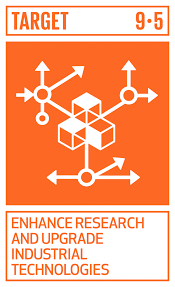 TARGET 9·5
ENHANCE RESEARCH
AND UPGRADE
INDUSTRIAL
TECHNOLOGIES